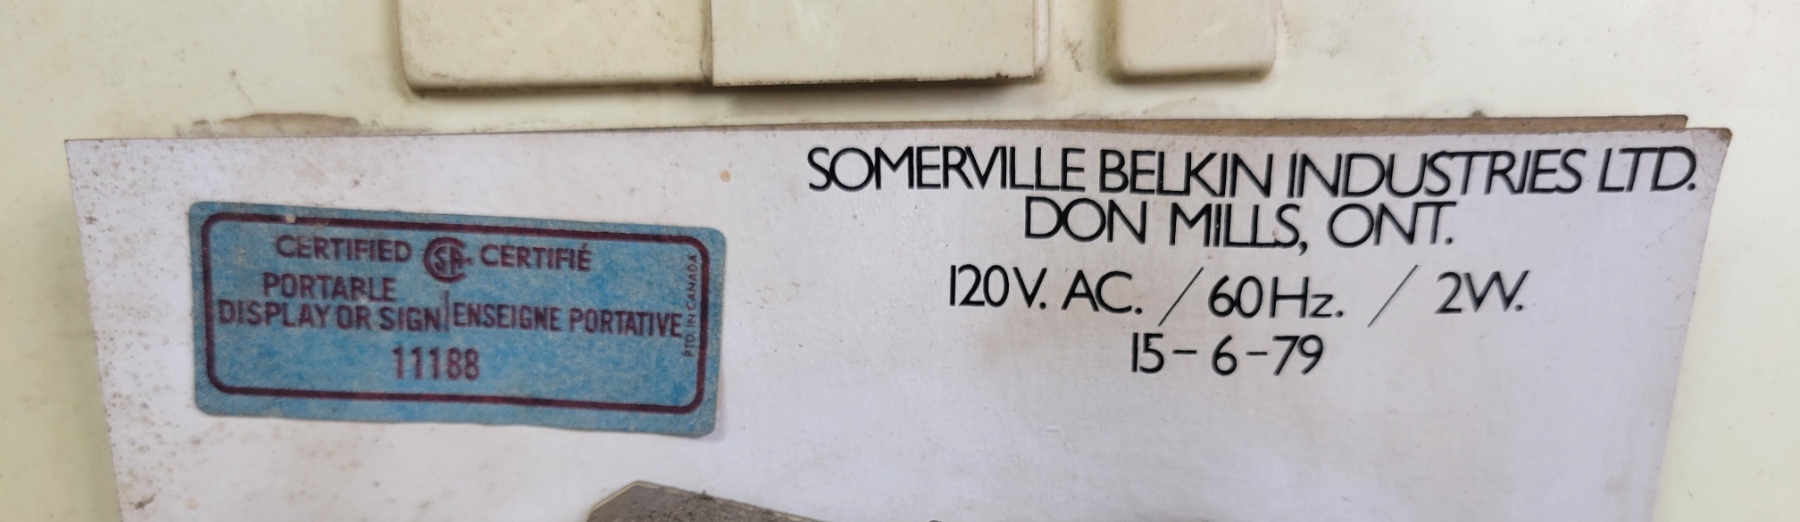 CERTIFIED CSA CERTIFIÉ
PORTABLE
DISPLAY OR SIGN/ENSEIGNE PORTATIVE
11188
PTD. IN CANADA
SOMERVILLE BELKIN INDUSTRIES LTD.
DON MILLS, ONT.
120V. AC. / 60Hz. / 2W.
15-6-79